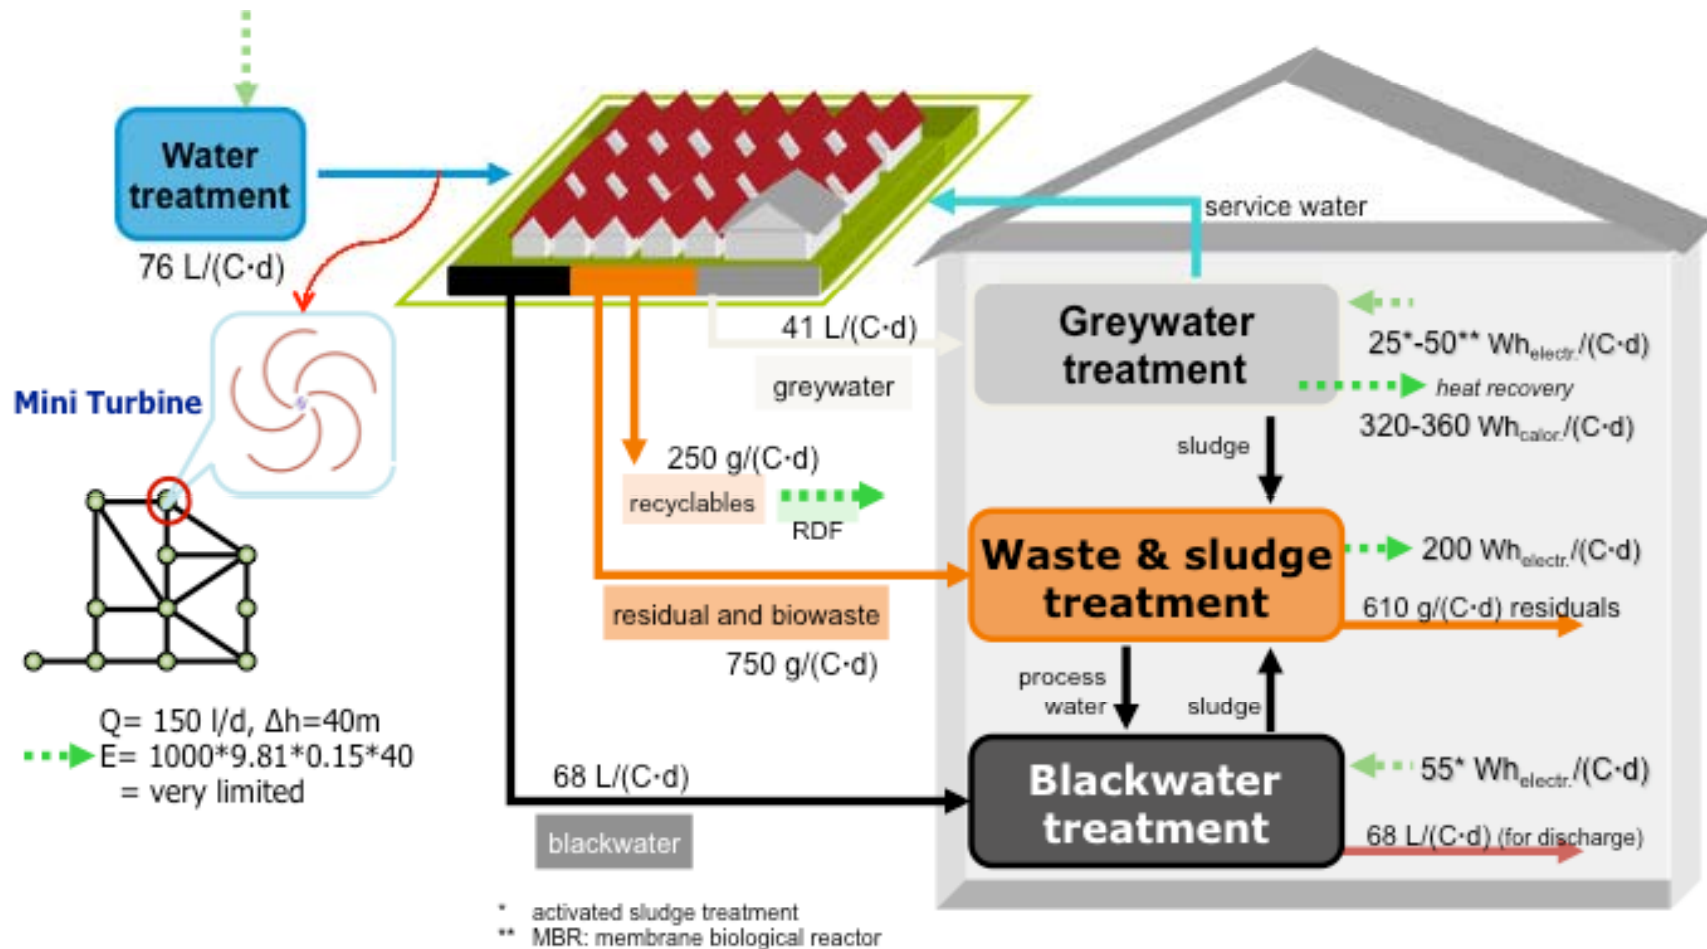 Water
treatment
76 L/(C·d)
Mini Turbine
Q= 150 l/d, Δh=40m
E= 1000*9.81*0.15*40
= very limited
service water
41 L/(C·d)
greywater
250 g/(C·d)
recyclables
RDF
residual and biowaste
750 g/(C·d)
68 L/(C·d)
blackwater
Greywater
treatment
25*-50** Whelectr./(C·d)
heat recovery
320-360 Whcalor./(C·d)
sludge
Waste & sludge
treatment
200 Whelectr./(C·d)
610 g/(C·d) residuals
process
water
sludge
Blackwater
treatment
55* Whelectr./(C·d)
68 L/(C·d) (for discharge)
* activated sludge treatment
** MBR: membrane biological reactor